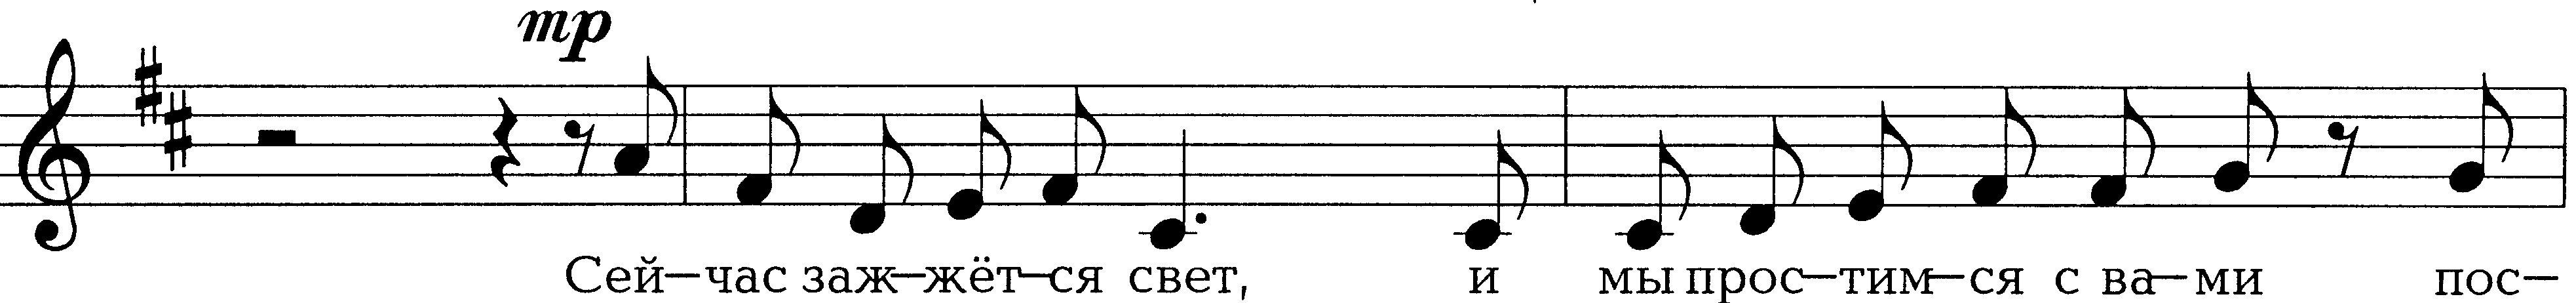 mp
Сей—час заж—жёт—ся свет, и мы прос—тим—ся с ва—ми пос—